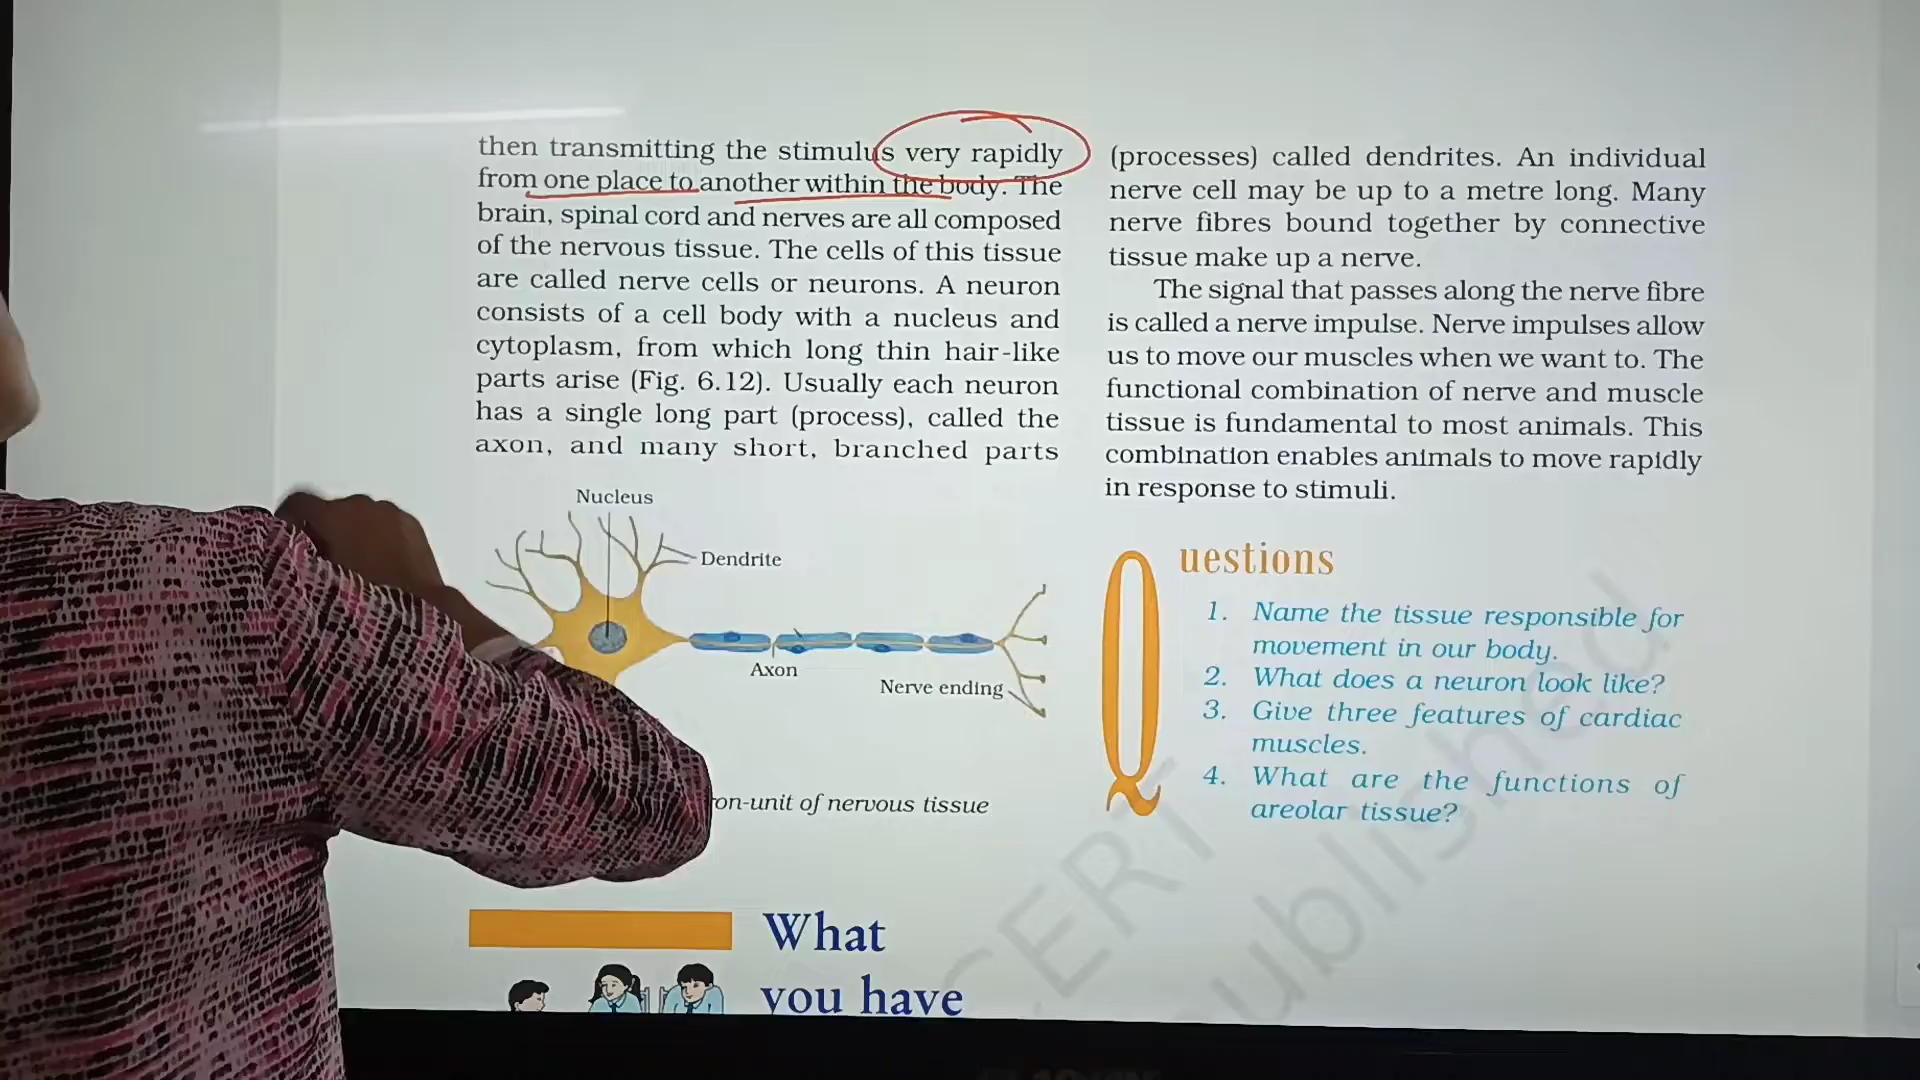 then transmitting the stimulus very rapidly
from one place to another within the body. The
brain, spinal cord and nerves are all composed
of the nervous tissue. The cells of this tissue
are called nerve cells or neurons. A neuron
consists of a cell body with a nucleus and
cytoplasm, from which long thin hair-like
parts arise (Fig. 6.12). Usually each neuron
has a single long part (process), called the
axon, and many short, branched parts
Nucleus
Dendrite
Axon
Nerve ending
on-unit of nervous tissue
What
you have
(processes) called dendrites. An individual
nerve cell may be up to a metre long. Many
nerve fibres bound together by connective
tissue make up a nerve.
The signal that passes along the nerve fibre
is called a nerve impulse. Nerve impulses allow
us to move our muscles when we want to. The
functional combination of nerve and muscle
tissue is fundamental to most animals. This
combination enables animals to move rapidly
in response to stimuli.
Questions
1. Name the tissue responsible for
movement in our body.
2. What does a neuron look like?
3. Give three features of cardiac
muscles.
4. What are the functions of
areolar tissue?
CERT
ublished